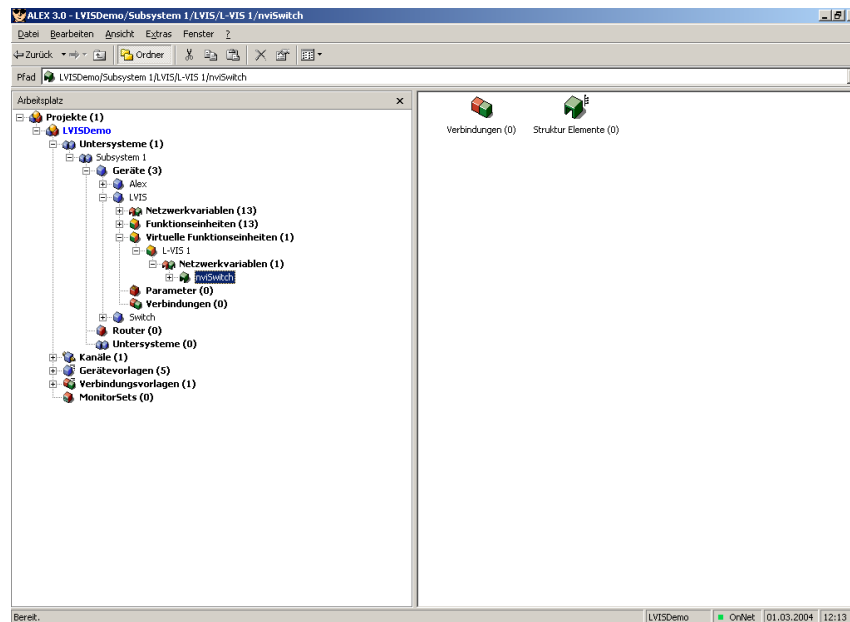 ALEX 3.0 - LVISDemo/Subsystem 1/LVIS/L-VIS 1/nviSwitch
Datei Bearbeiten Ansicht Extras Fenster ?
Zurück Ordner
Pfad LVISDemo/Subsystem 1/LVIS/L-VIS 1/nviSwitch
Arbeitsplatz x
Projekte (1)
LVISDemo
Untersysteme (1)
Subsystem 1
Geräte (3)
Alex
LVIS
Netzwerkvariablen (13)
Funktionseinheiten (13)
Virtuelle Funktionseinheiten (1)
L-VIS 1
Netzwerkvariablen (1)
nviSwitch
Parameter (0)
Verbindungen (0)
Switch
Router (0)
Untersysteme (0)
Kanäle (1)
Gerätevorlagen (5)
Verbindungsvorlagen (1)
MonitorSets (0)
Verbindungen (0) Struktur Elemente (0)
Bereit. LVISDemo OnNet 01.03.2004 12:13